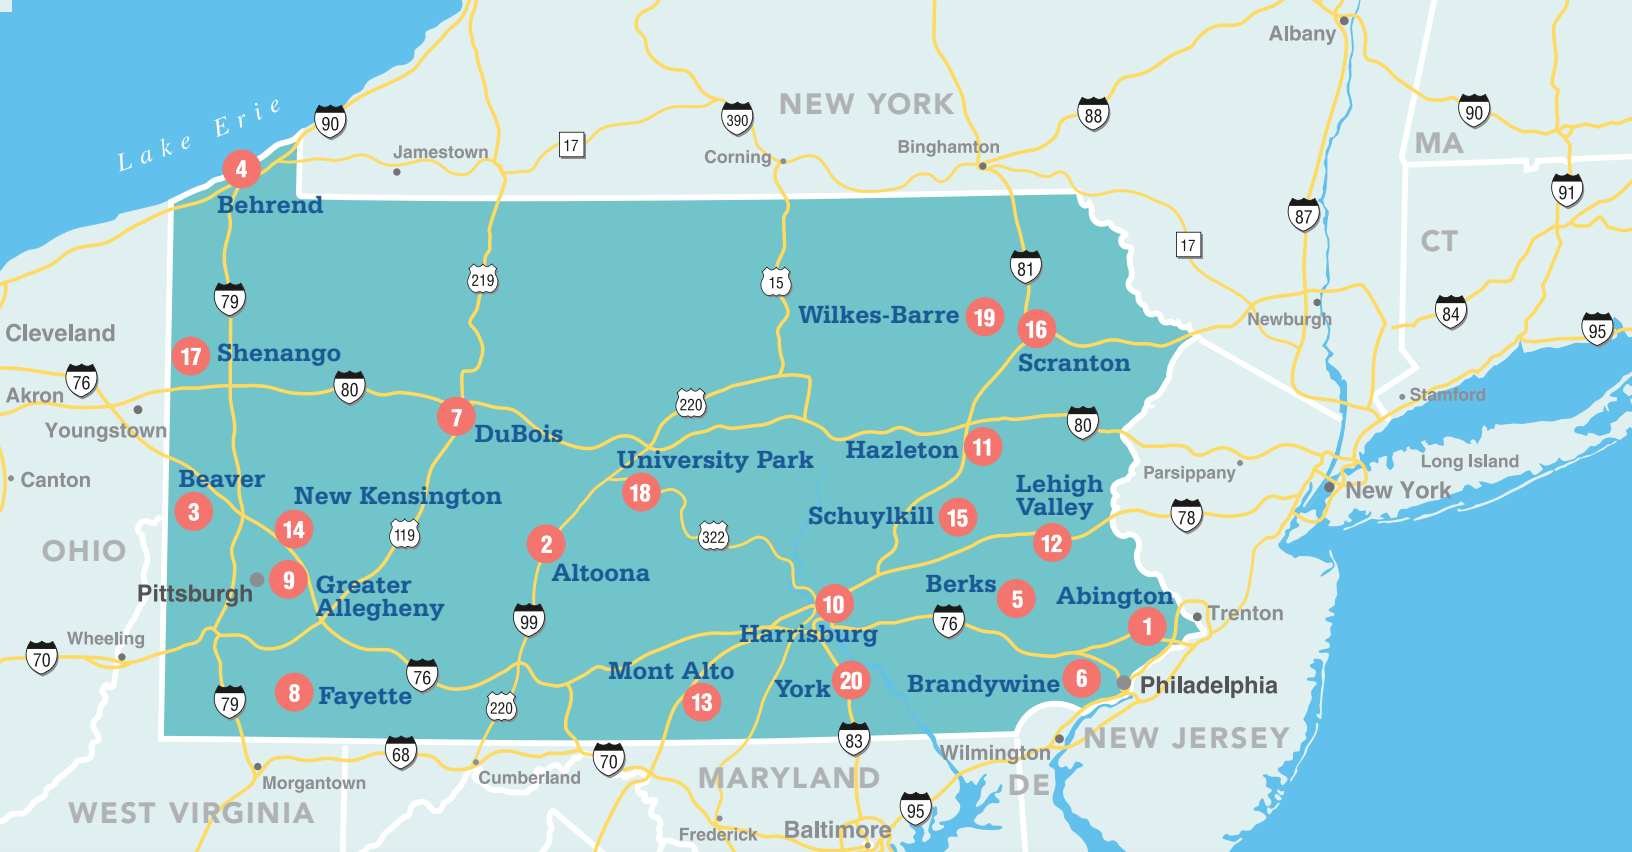 Albany
90
NEW YORK
390
88
90
Lake Erie
17
MA
Jamestown
Corning
Binghamton
4
91
Behrend
87
CT
17
81
219
15
79
Wilkes-Barre
19
16
Newburgh
84
95
Cleveland
17
Shenango
Scranton
76
80
Akron
220
Stamford
Youngstown
7
DuBois
80
Hazleton
11
University Park
Parsippany
Long Island
Canton
Beaver
New Kensington
18
Lehigh
Valley
New York
3
14
119
322
Schuylkill
15
78
OHIO
2
12
Altoona
Pittsburgh
9
Greater
Allegheny
Berks
5
Abington
10
99
76
1
Trenton
Wheeling
Harrisburg
70
76
Mont Alto
8
Fayette
79
220
13
York
20
Brandywine
6
Philadelphia
68
70
83
Wilmington
NEW JERSEY
Morgantown
Cumberland
MARYLAND
DE
WEST VIRGINIA
95
Frederick
Baltimore